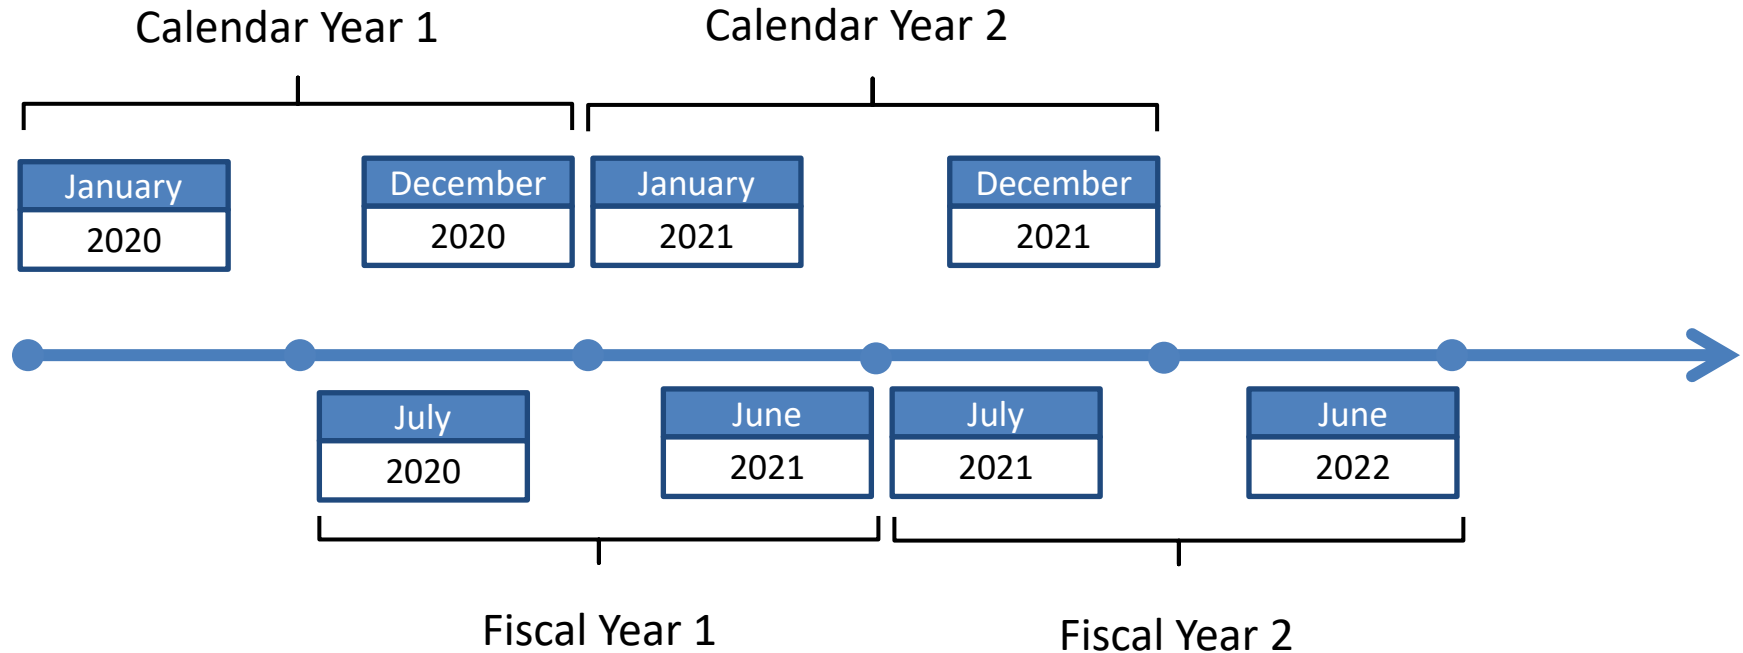 Calendar Year 1
Calendar Year 2
January
2020
December
2020
January
2021
December
2021
July
2020
June
2021
July
2021
June
2022
Fiscal Year 1
Fiscal Year 2